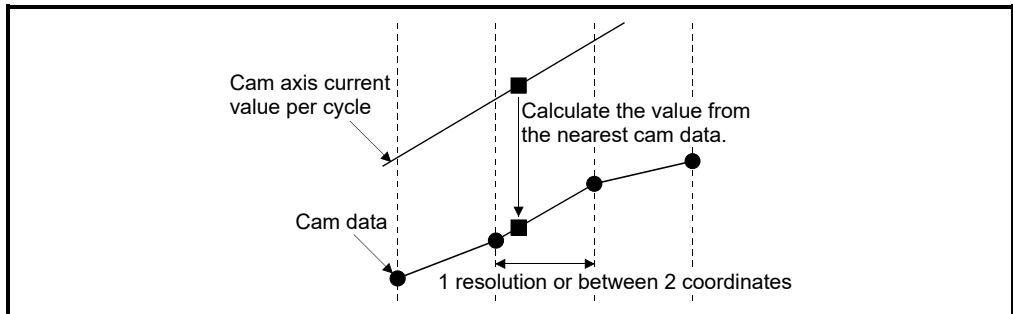 Cam axis current
value per cycle
Calculate the value from
the nearest cam data.
Cam data
1 resolution or between 2 coordinates